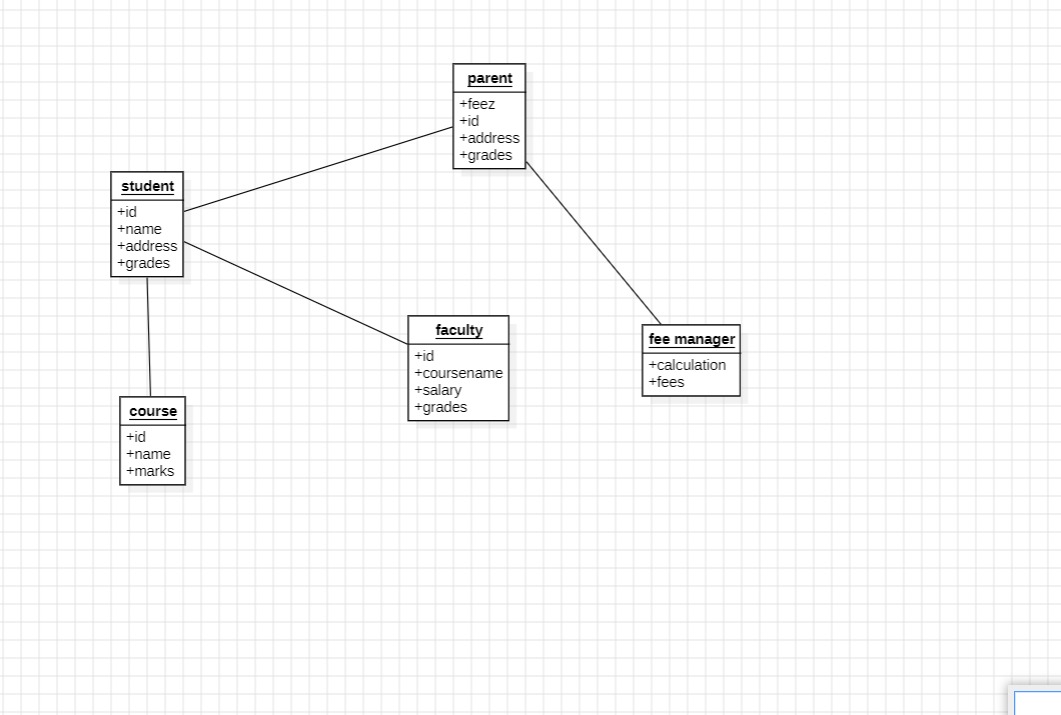 parent
+feez
+id
+address
+grades
student
+id
+name
+address
+grades
faculty
+id
+coursename
+salary
+grades
fee manager
+calculation
+fees
course
+id
+name
+marks